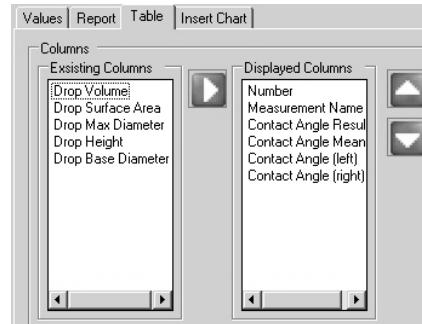 Values Report Table Insert Chart
Columns
Exsisting Columns
Drop Volume
Drop Surface Area
Drop Max Diameter
Drop Height
Drop Base Diameter
Displayed Columns
Number
Measurement Name
Contact Angle Resul
Contact Angle Mean
Contact Angle (left)
Contact Angle (right)